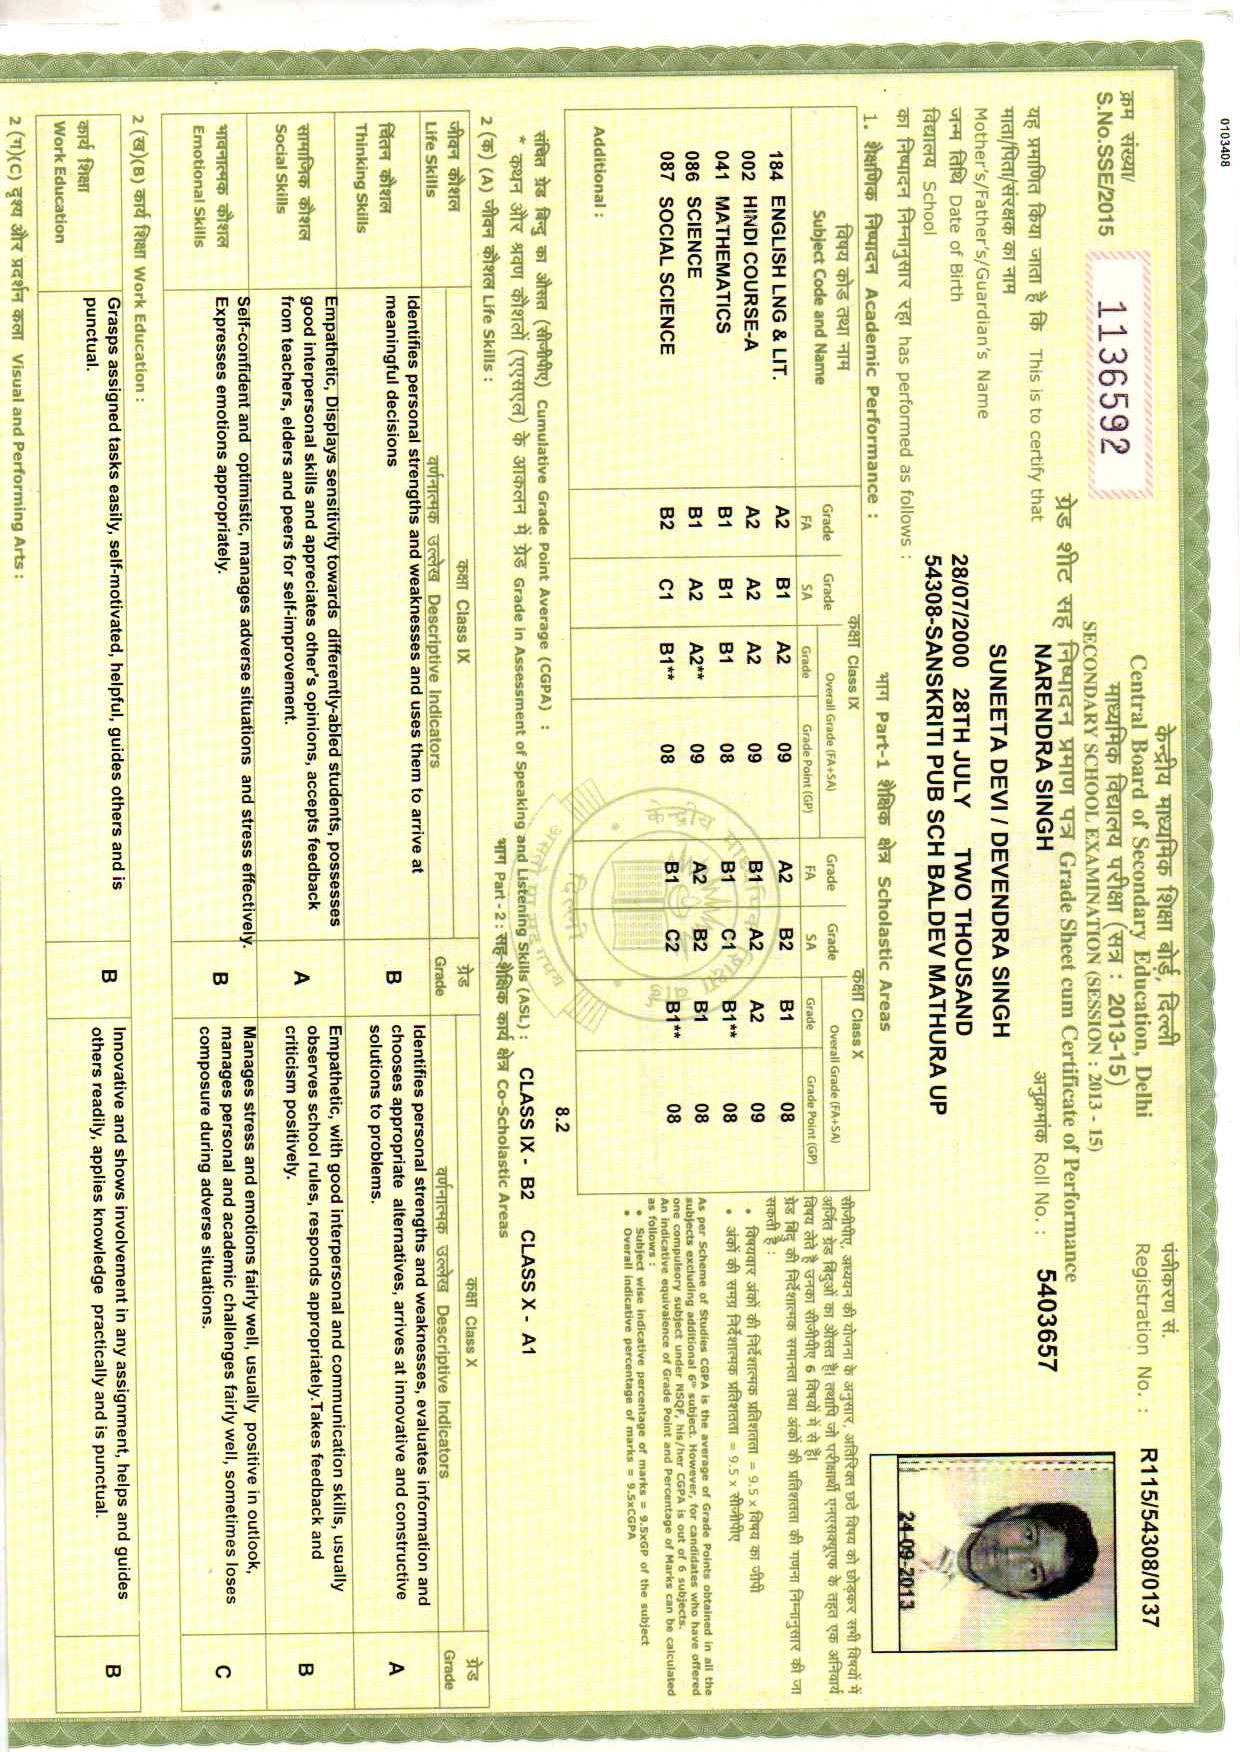 0103408
क्रम संख्या/
S.No.SSE/2015 1136592
केन्द्रीय माध्यमिक शिक्षा बोर्ड, दिल्ली
Central Board of Secondary Education, Delhi
माध्यमिक विद्यालय परीक्षा (सत्र : 2013-15)
SECONDARY SCHOOL EXAMINATION (SESSION : 2013 - 15)
ग्रेड शीट सह निष्पादन प्रमाण पत्र Grade Sheet cum Certificate of Performance
पंजीकरण सं.
Registration No. : R115/54308/0137
यह प्रमाणित किया जाता है कि This is to certify that NARENDRA SINGH अनुक्रमांक Roll No. : 5403657
माता/पिता/संरक्षक का नाम
Mother's/Father's/Guardian's Name SUNEETA DEVI / DEVENDRA SINGH
जन्म तिथि Date of Birth 28/07/2000 28TH JULY TWO THOUSAND
विद्यालय School 54308-SANSKRITI PUB SCH BALDEV MATHURA UP
का निष्पादन निम्नानुसार रहा has performed as follows :
24-09-2013
भाग Part-1 शैक्षिक क्षेत्र Scholastic Areas
1. शैक्षणिक निष्पादन Academic Performance :
विषय कोड तथा नाम
Subject Code and Name
कक्षा Class IX कक्षा Class X
Grade FA Grade SA Overall Grade (FA+SA) Grade Grade Point (GP) Grade FA Grade SA Overall Grade (FA+SA) Grade Grade Point (GP)
184 ENGLISH LNG & LIT. A2 B1 A2 09 A2 B2 B1 08
002 HINDI COURSE-A A2 A2 A2 09 B1 A2 A2 09
041 MATHEMATICS B1 B1 B1 08 B1 C1 B1** 08
086 SCIENCE B1 A2 A2** 09 A2 B2 B1 08
087 SOCIAL SCIENCE B2 C1 B1** 08 B1 C2 B1** 08
Additional :
सीजीपीए, अध्ययन की योजना के अनुसार, अतिरिक्त छठे विषय को छोड़कर सभी विषयों में
अर्जित ग्रेड बिंदुओं का औसत है। तथापि जो परीक्षार्थी एनएसक्यूएफ के तहत एक अनिवार्य
विषय लेते है उनका सीजीपीए 6 विषयों में से है।
ग्रेड बिंदु की निर्देशात्मक समानता तथा अंकों की प्रतिशतता की गणना निम्नानुसार की जा
सकती है :
• विषयवार अंकों की निर्देशात्मक प्रतिशतता = 9.5 x विषय का जीपी
• अंकों की समग्र निर्देशात्मक प्रतिशतता = 9.5 x सीजीपीए
As per Scheme of Studies CGPA is the average of Grade Points obtained in all the
subjects excluding additional 6th subject. However, for candidates who have offered
one compulsory subject under NSQF, his/her CGPA is out of 6 subjects.
An indicative equivalence of Grade Point and Percentage of Marks can be calculated
as follows :
• Subject wise indicative percentage of marks = 9.5xGP of the subject
• Overall indicative percentage of marks = 9.5xCGPA
संचित ग्रेड बिन्दु का औसत (सीजीपीए) Cumulative Grade Point Average (CGPA) : 8.2
* कथन और श्रवण कौशलों (एएसएल) के आकलन में ग्रेड Grade in Assessment of Speaking and Listening Skills (ASL) : CLASS IX - B2 CLASS X - A1
भाग Part - 2 : सह-शैक्षिक कार्य क्षेत्र Co-Scholastic Areas
2 (क) (A) जीवन कौशल Life Skills :
जीवन कौशल
Life Skills
कक्षा Class IX
वर्णनात्मक उल्लेख Descriptive Indicators
ग्रेड
Grade
कक्षा Class X
वर्णनात्मक उल्लेख Descriptive Indicators
ग्रेड
Grade
चिंतन कौशल
Thinking Skills
Identifies personal strengths and weaknesses and uses them to arrive at
meaningful decisions
B
Identifies personal strengths and weaknesses, evaluates information and
chooses appropriate alternatives, arrives at innovative and constructive
solutions to problems.
A
सामाजिक कौशल
Social Skills
Empathetic, Displays sensitivity towards differently-abled students, possesses
good interpersonal skills and appreciates other's opinions, accepts feedback
from teachers, elders and peers for self-improvement.
A
Empathetic, with good interpersonal and communication skills, usually
observes school rules, responds appropriately.Takes feedback and
criticism positively.
B
भावनात्मक कौशल
Emotional Skills
Self-confident and optimistic, manages adverse situations and stress effectively.
Expresses emotions appropriately.
B
Manages stress and emotions fairly well, usually positive in outlook,
manages personal and academic challenges fairly well, sometimes loses
composure during adverse situations.
C
2 (ख)(B) कार्य शिक्षा Work Education :
कार्य शिक्षा
Work Education
Grasps assigned tasks easily, self-motivated, helpful, guides others and is
punctual.
B
Innovative and shows involvement in any assignment, helps and guides
others readily, applies knowledge practically and is punctual.
B
2 (ग)(C) दृश्य और प्रदर्शन कला Visual and Performing Arts :